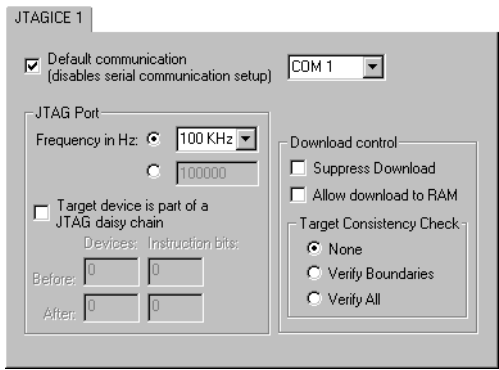 JTAGICE 1
Default communication
(disables serial communication setup)
COM 1
JTAG Port
Frequency in Hz:
100 KHz
100000
Target device is part of a
JTAG daisy chain
Devices: Instruction bits:
Before: 0 0
After: 0 0
Download control
Suppress Download
Allow download to RAM
Target Consistency Check
None
Verify Boundaries
Verify All